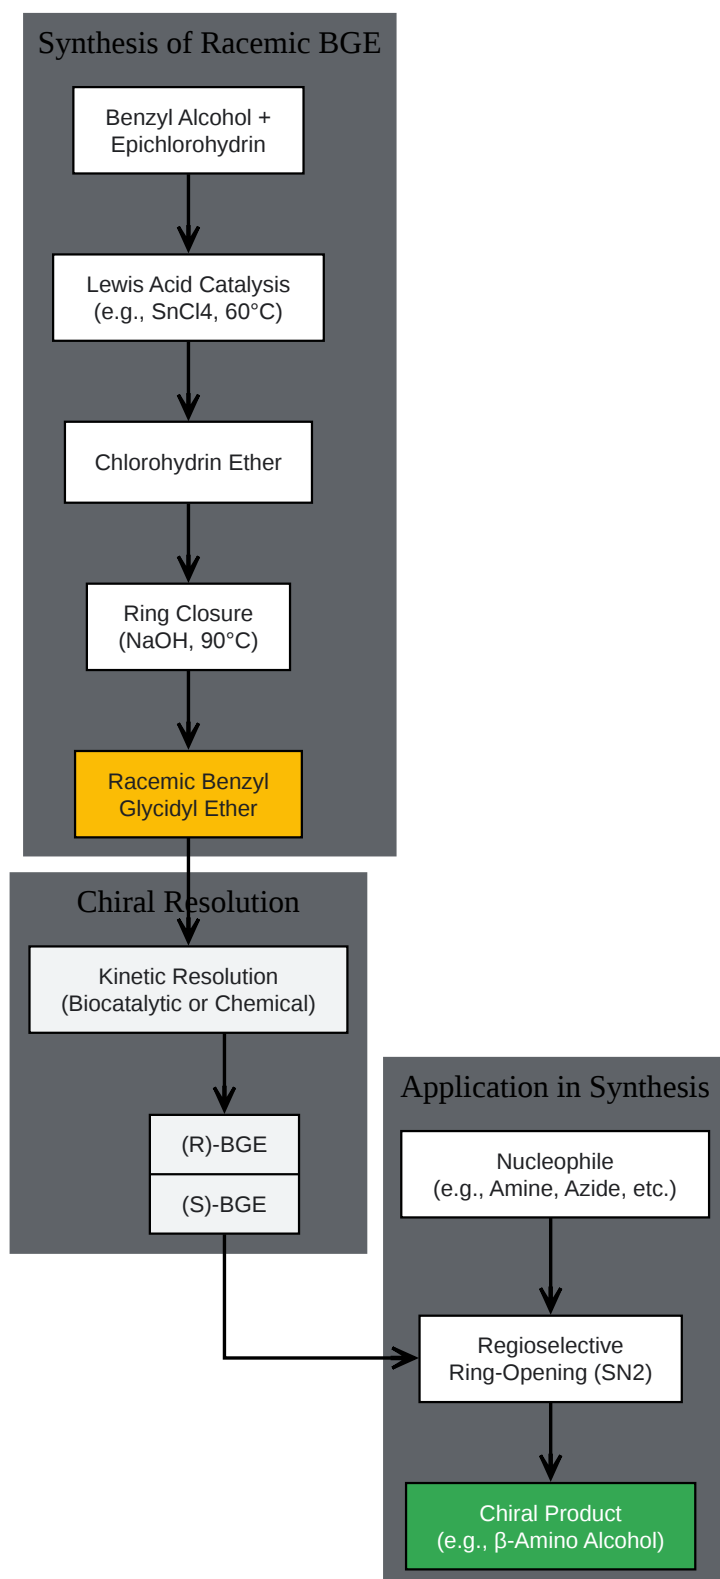 Synthesis of Racemic BGE
Benzyl Alcohol +
Epichlorohydrin
Lewis Acid Catalysis
(e.g., SnCl4, 60°C)
Chlorohydrin Ether
Ring Closure
(NaOH, 90°C)
Racemic Benzyl
Glycidyl Ether
Chiral Resolution
Kinetic Resolution
(Biocatalytic or Chemical)
(R)-BGE
(S)-BGE
Application in Synthesis
Nucleophile
(e.g., Amine, Azide, etc.)
Regioselective
Ring-Opening (SN2)
Chiral Product
(e.g., β-Amino Alcohol)